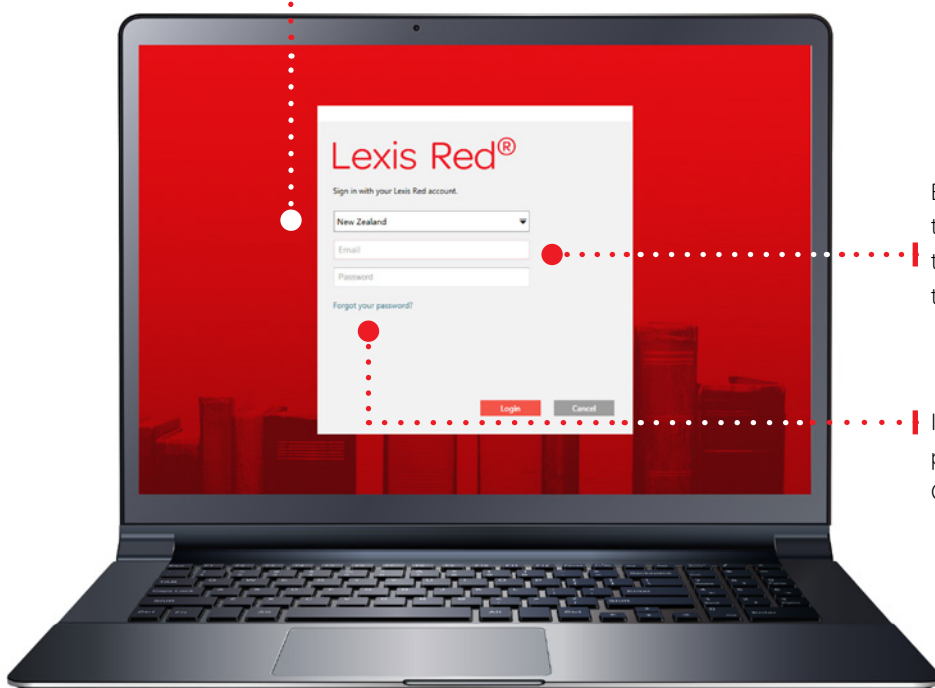 Lexis Red®
Sign in with your Lexis Red account.
New Zealand
Email
Password
Forgot your password?
Login Cancel